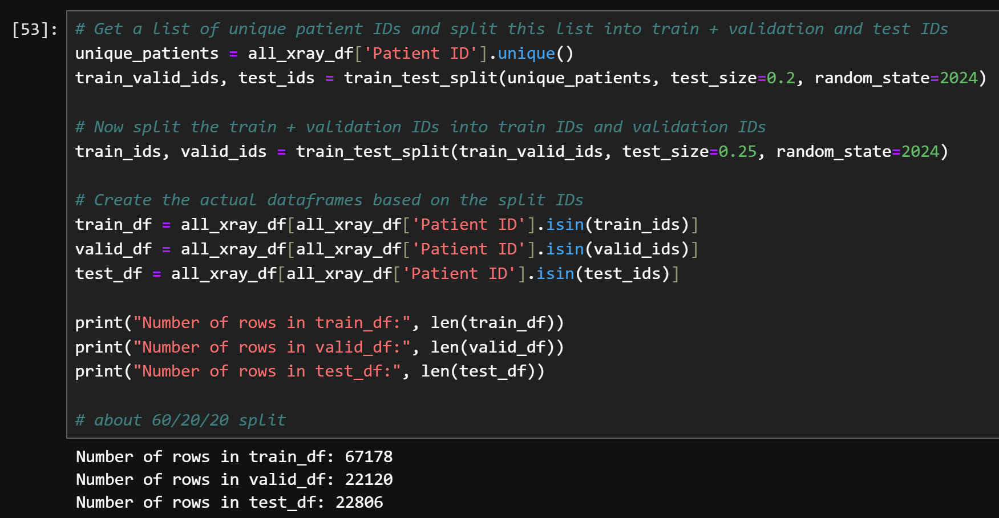 [53]:
# Get a list of unique patient IDs and split this list into train + validation and test IDs
unique_patients = all_xray_df['Patient ID'].unique()
train_valid_ids, test_ids = train_test_split(unique_patients, test_size=0.2, random_state=2024)
# Now split the train + validation IDs into train IDs and validation IDs
train_ids, valid_ids = train_test_split(train_valid_ids, test_size=0.25, random_state=2024)
# Create the actual dataframes based on the split IDs
train_df = all_xray_df[all_xray_df['Patient ID'].isin(train_ids)]
valid_df = all_xray_df[all_xray_df['Patient ID'].isin(valid_ids)]
test_df = all_xray_df[all_xray_df['Patient ID'].isin(test_ids)]
print("Number of rows in train_df:", len(train_df))
print("Number of rows in valid_df:", len(valid_df))
print("Number of rows in test_df:", len(test_df))
# about 60/20/20 split
Number of rows in train_df: 67178
Number of rows in valid_df: 22120
Number of rows in test_df: 22806